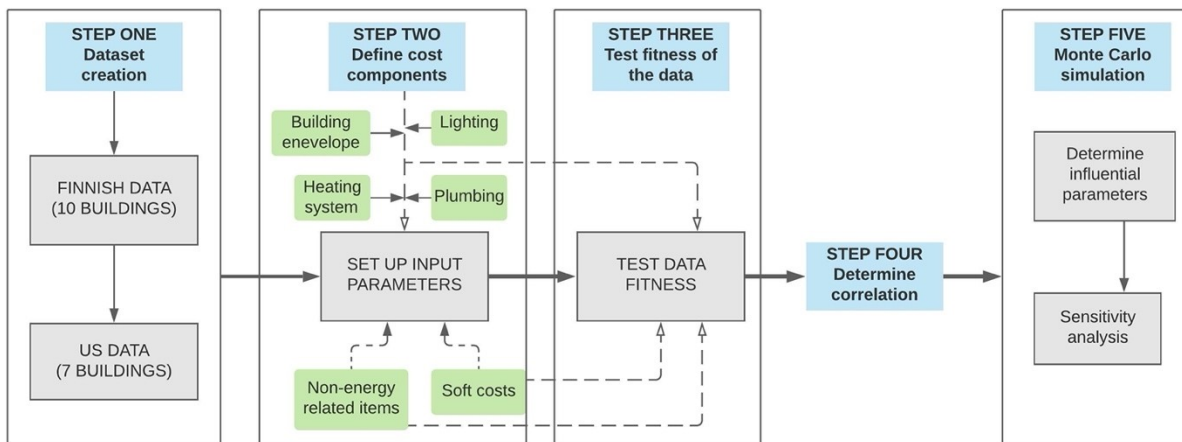 STEP ONE
Dataset
creation
FINNISH DATA
(10 BUILDINGS)
US DATA
(7 BUILDINGS)
STEP TWO
Define cost
components
Building
enevelope
Lighting
Heating
system
Plumbing
SET UP INPUT
PARAMETERS
Non-energy
related items
Soft costs
STEP THREE
Test fitness of
the data
TEST DATA
FITNESS
STEP FOUR
Determine
correlation
STEP FIVE
Monte Carlo
simulation
Determine
influential
parameters
Sensitivity
analysis